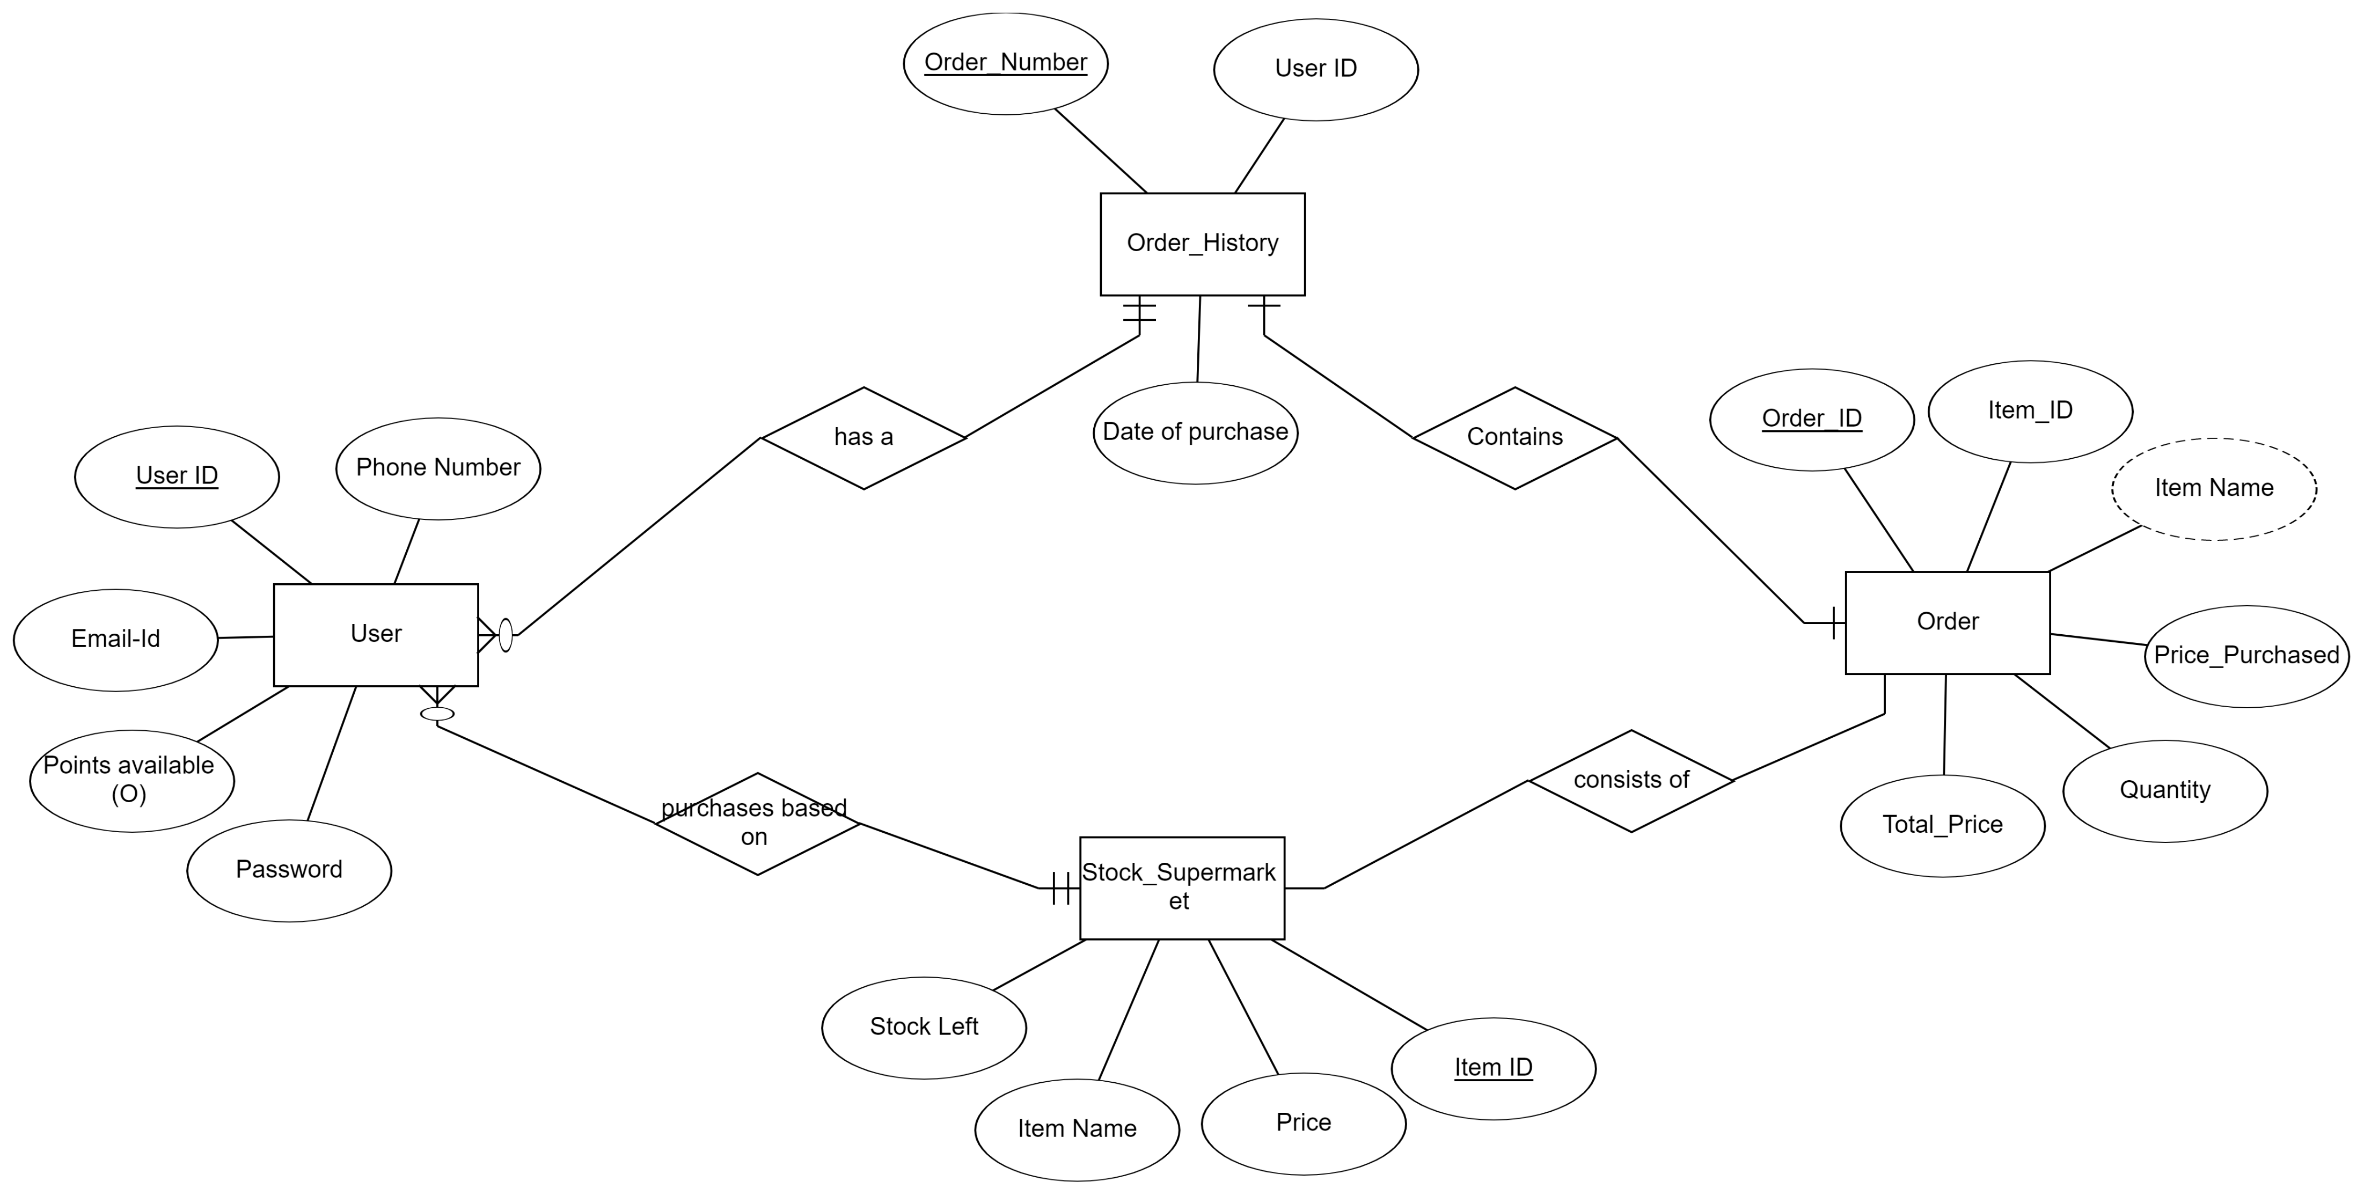 Order_Number
User ID
Order_History
has a
Date of purchase
Contains
Order_ID
Item_ID
Item Name
User ID
Phone Number
Email-Id
User
Order
Price_Purchased
Points available
(O)
Password
purchases based
on
consists of
Total_Price
Quantity
Stock_Supermark
et
Stock Left
Item Name
Price
Item ID